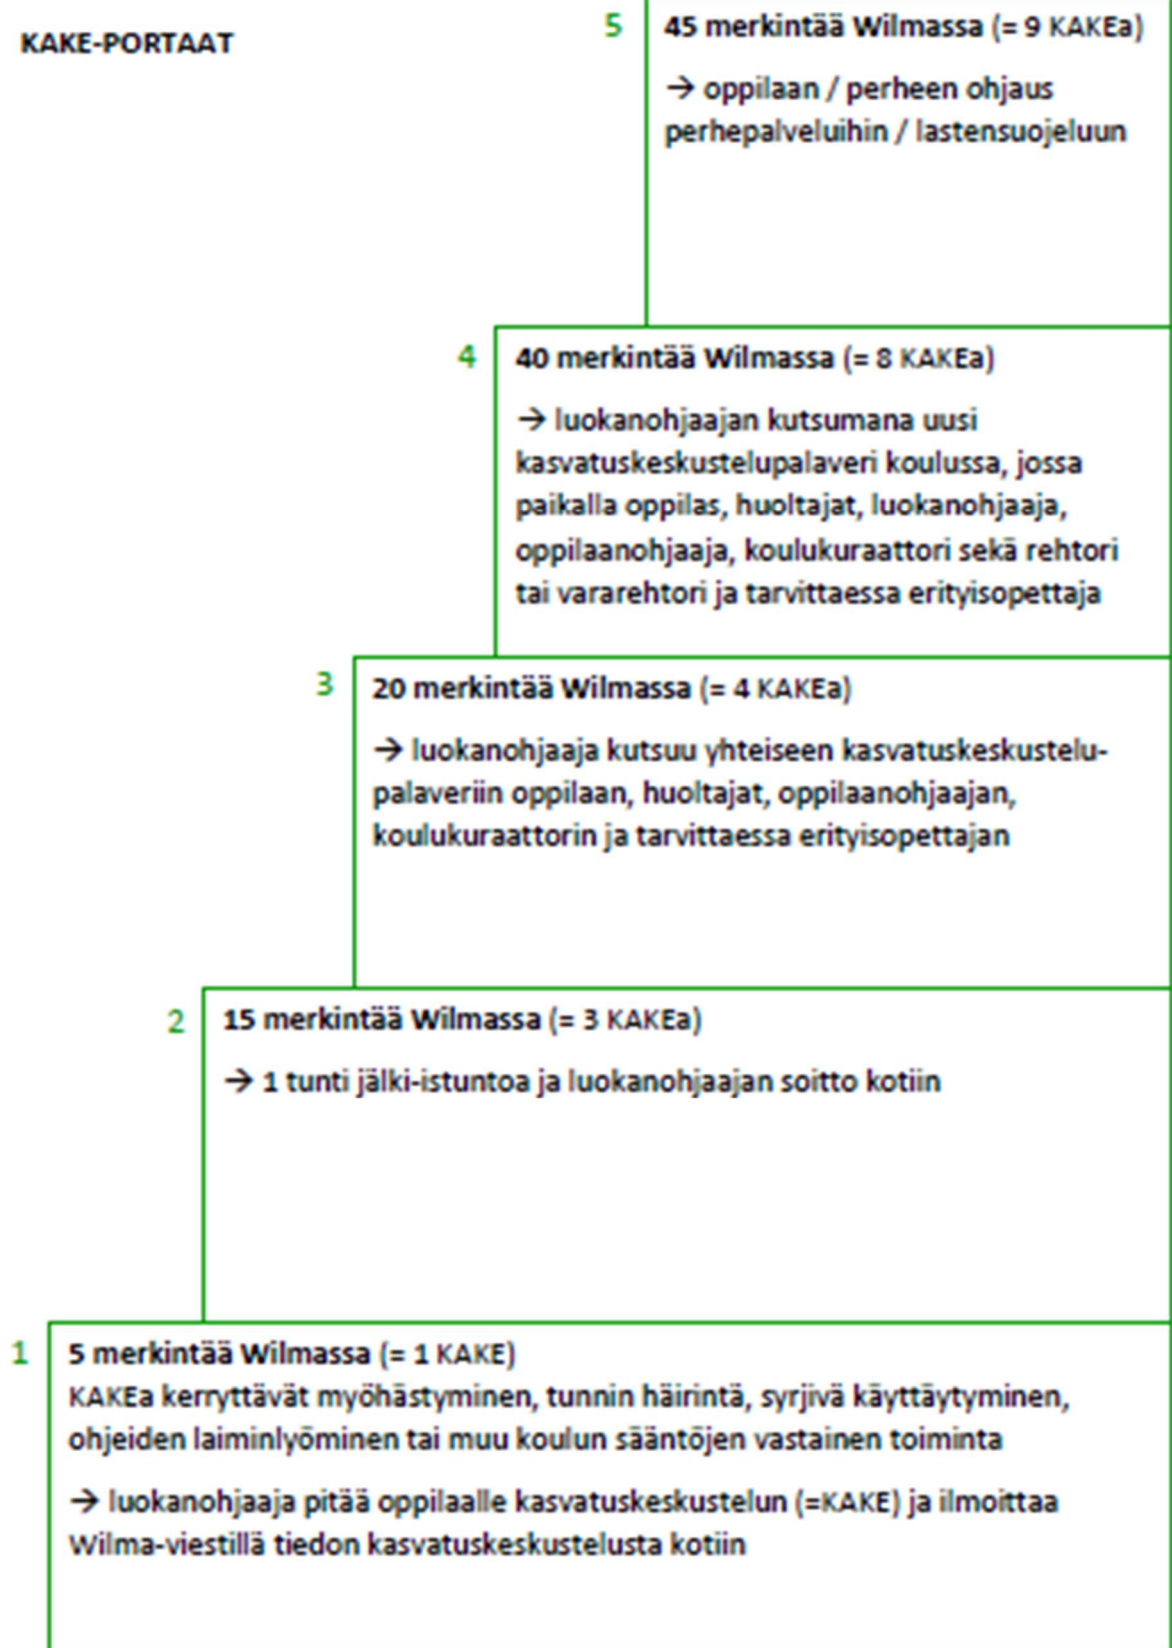 KAKE-PORTAAT
5
45 merkintää Wilmassa (= 9 KAKEa)
→ oppilaan / perheen ohjaus
perhepalveluihin / lastensuojeluun
4
40 merkintää Wilmassa (= 8 KAKEa)
→ luokanohjaajan kutsumana uusi
kasvatuskeskustelupalaveri koulussa, jossa
paikalla oppilas, huoltajat, luokanohjaaja,
oppilaanohjaaja, koulukuraattori sekä rehtori
tai vararehtori ja tarvittaessa erityisopettaja
3
20 merkintää Wilmassa (= 4 KAKEa)
→ luokanohjaaja kutsuu yhteiseen kasvatuskeskustelu-
palaveriin oppilaan, huoltajat, oppilaanohjaajan,
koulukuraattorin ja tarvittaessa erityisopettajan
2
15 merkintää Wilmassa (= 3 KAKEa)
→ 1 tunti jälki-istuntoa ja luokanohjaajan soitto kotiin
1
5 merkintää Wilmassa (= 1 KAKE)
KAKEa kerryttävät myöhästyminen, tunnin häirintä, syrjivä käyttäytyminen,
ohjeiden laiminlyöminen tai muu koulun sääntöjen vastainen toiminta
→ luokanohjaaja pitää oppilaalle kasvatuskeskustelun (=KAKE) ja ilmoittaa
Wilma-viestillä tiedon kasvatuskeskustelusta kotiin